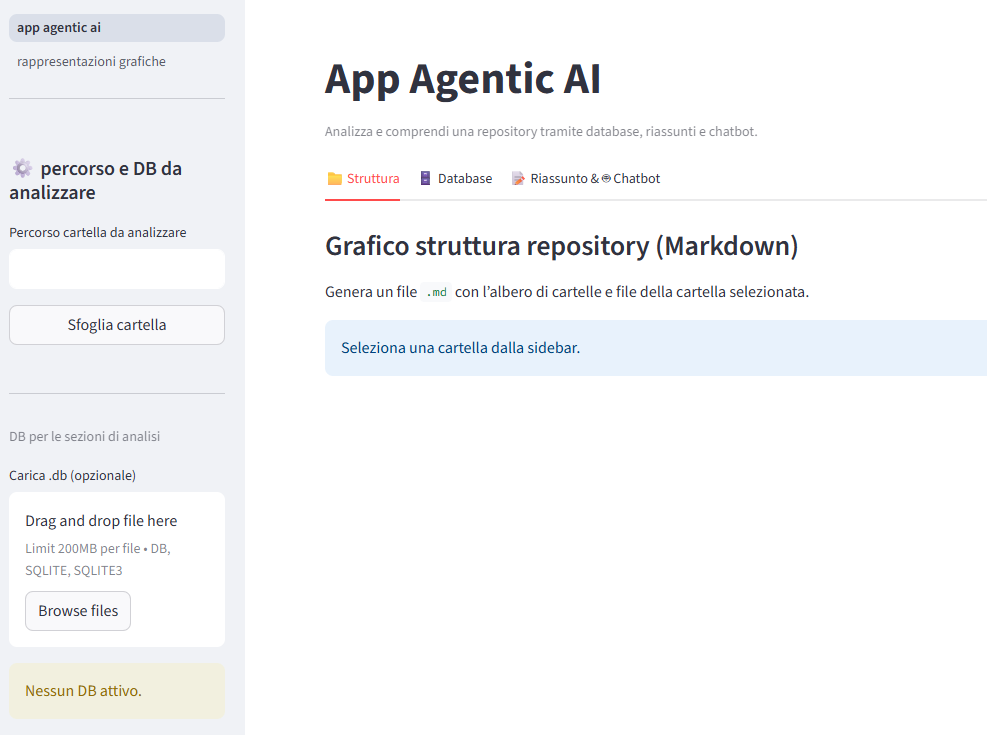 app agentic ai
rappresentazioni grafiche
⚙️ percorso e DB da
analizzare
Percorso cartella da analizzare
Sfoglia cartella
DB per le sezioni di analisi
Carica .db (opzionale)
Drag and drop file here
Limit 200MB per file • DB,
SQLITE, SQLITE3
Browse files
Nessun DB attivo.
App Agentic AI
Analizza e comprendi una repository tramite database, riassunti e chatbot.
📁 Struttura 🗄️ Database 📝 Riassunto & 🤖 Chatbot
Grafico struttura repository (Markdown)
Genera un file .md con l’albero di cartelle e file della cartella selezionata.
Seleziona una cartella dalla sidebar.